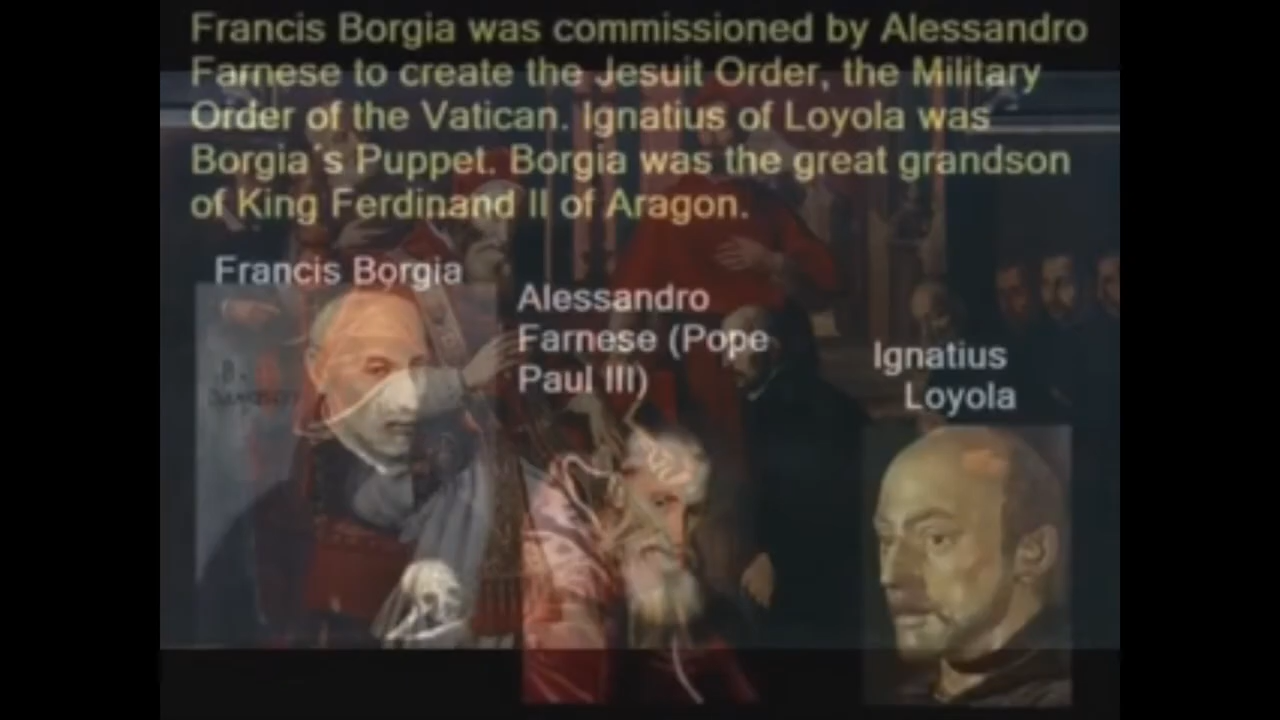 Francis Borgia was commissioned by Alessandro
Farnese to create the Jesuit Order, the Military
Order of the Vatican. Ignatius of Loyola was
Borgia´s Puppet. Borgia was the great grandson
of King Ferdinand II of Aragon.
Francis Borgia
Alessandro
Farnese (Pope
Paul III)
Ignatius
Loyola